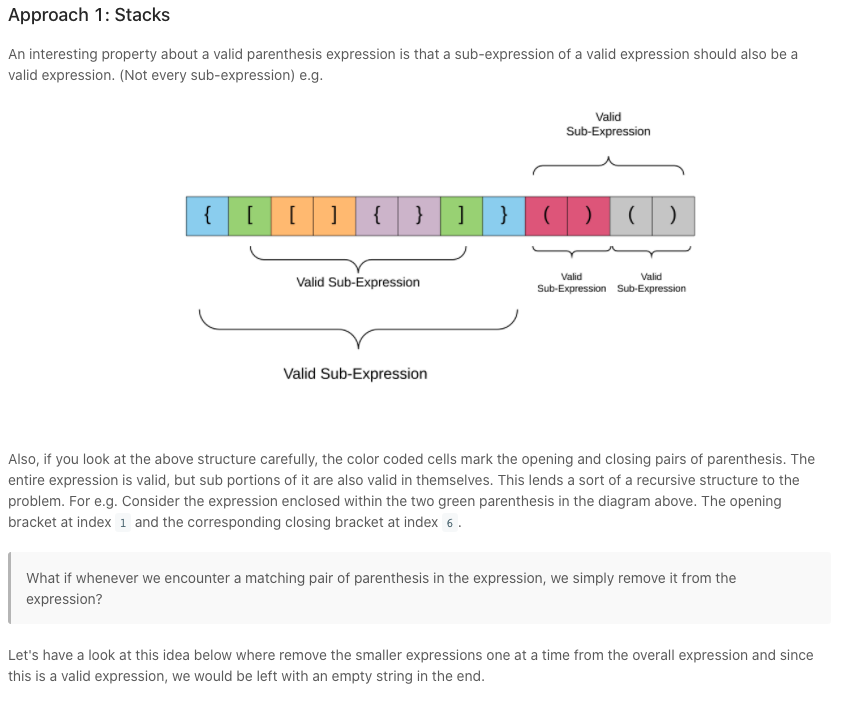 Approach 1: Stacks
An interesting property about a valid parenthesis expression is that a sub-expression of a valid expression should also be a
valid expression. (Not every sub-expression) e.g.
Valid
Sub-Expression
{ [ [ ] { } ] } ( ) ( )
Valid Sub-Expression
Valid
Sub-Expression
Valid
Sub-Expression
Valid Sub-Expression
Also, if you look at the above structure carefully, the color coded cells mark the opening and closing pairs of parenthesis. The
entire expression is valid, but sub portions of it are also valid in themselves. This lends a sort of a recursive structure to the
problem. For e.g. Consider the expression enclosed within the two green parenthesis in the diagram above. The opening
bracket at index 1 and the corresponding closing bracket at index 6 .
What if whenever we encounter a matching pair of parenthesis in the expression, we simply remove it from the
expression?
Let's have a look at this idea below where remove the smaller expressions one at a time from the overall expression and since
this is a valid expression, we would be left with an empty string in the end.